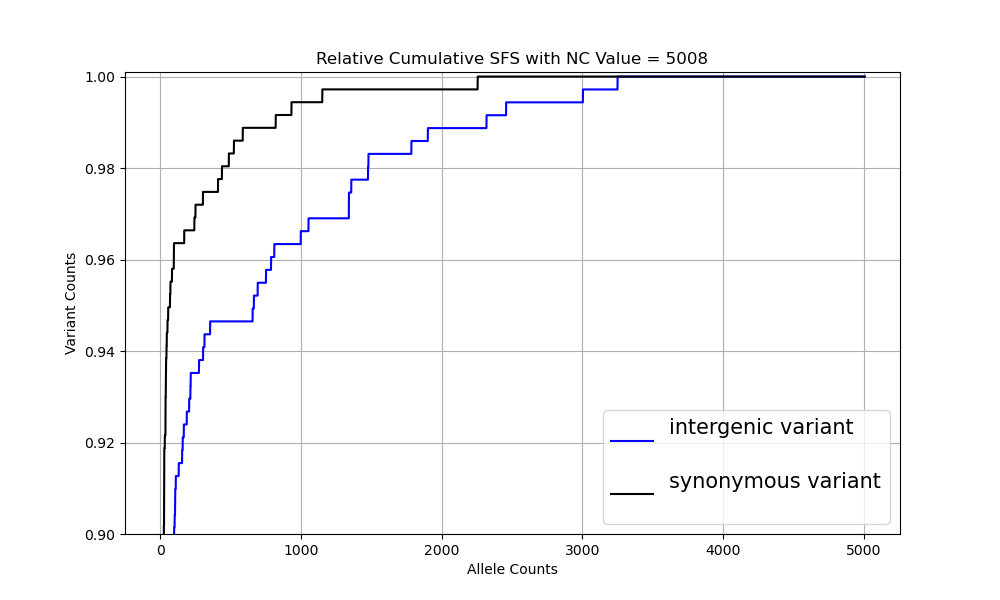 Relative Cumulative SFS with NC Value = 5008
Variant Counts
1.00
0.98
0.96
0.94
0.92
0.90
intergenic variant
synonymous variant
0 1000 2000 3000 4000 5000
Allele Counts